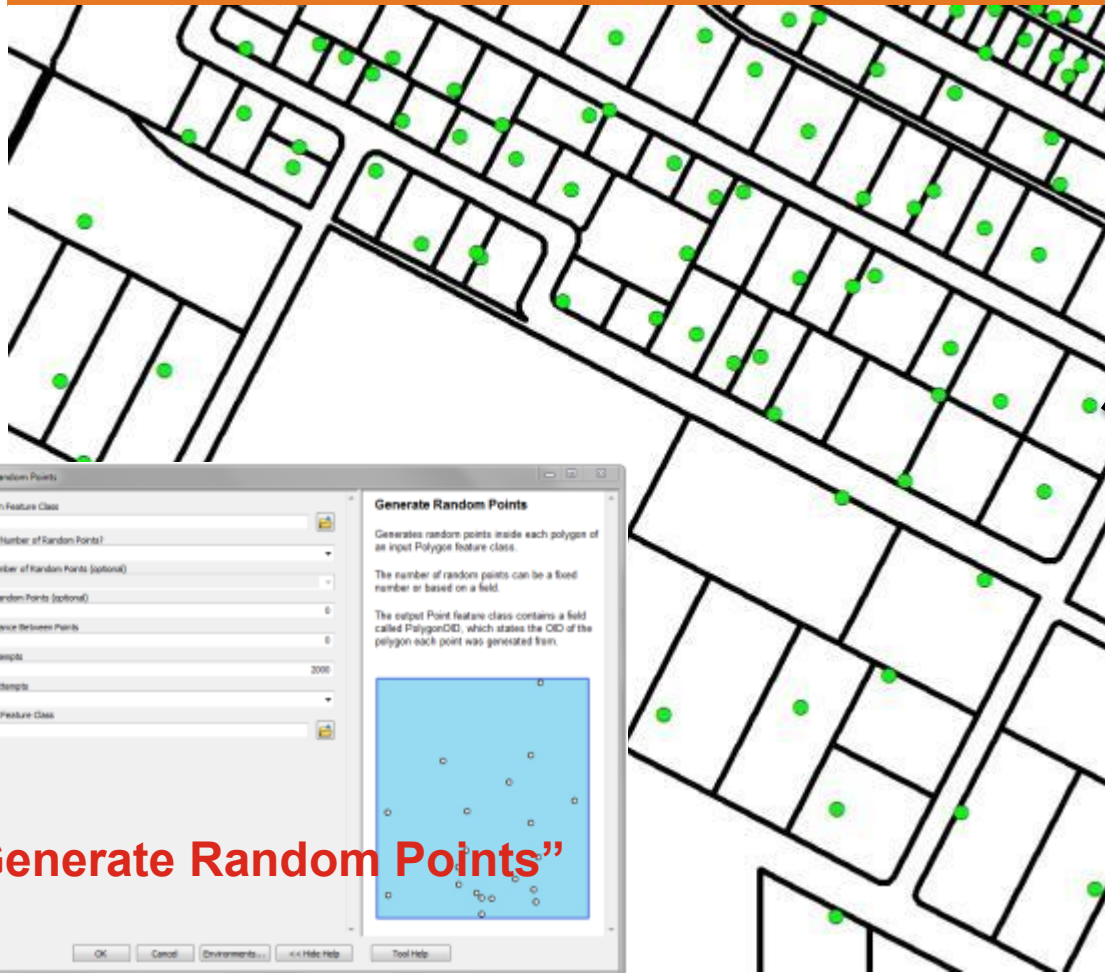 andom Points
n Feature Class
Number of Random Points?
mber of Random Points (optional)
andom Points (optional)
0
ance Between Points
0
tempts
2000
ttempts
Feature Class
Generate Random Points
Generates random points inside each polygon of
an input Polygon feature class.
The number of random points can be a fixed
number or based on a field.
The output Point feature class contains a field
called PolygonOID, which states the OID of the
polygon each point was generated from.
enerate Random Points”
OK
Cancel
Environments...
<< Hide Help
Tool Help